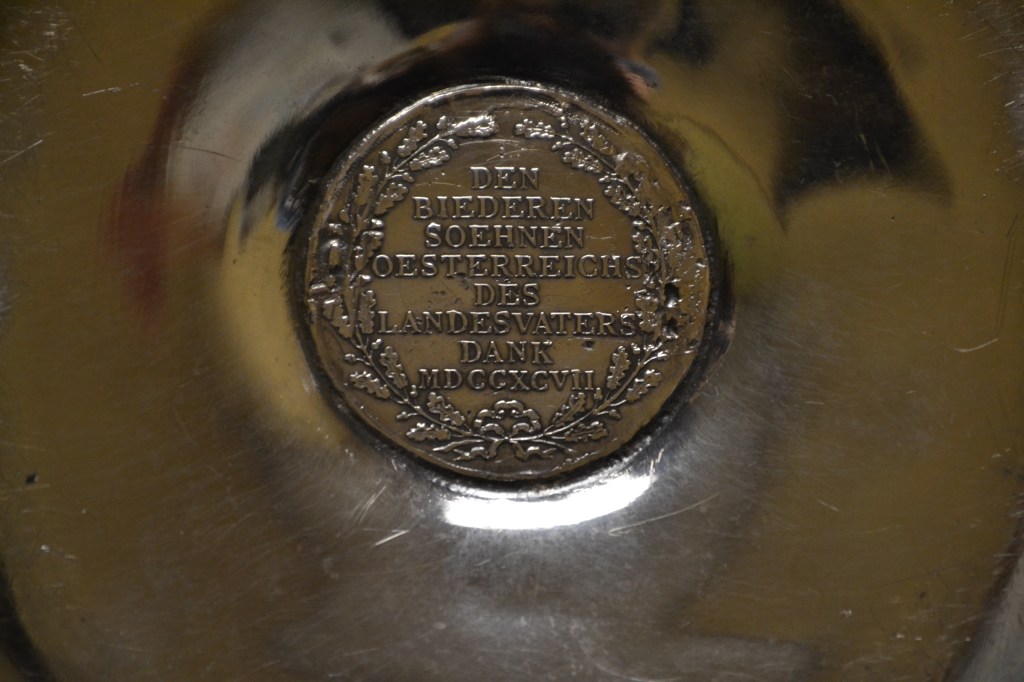 DEN
BIEDEREN
SOEHNEN
OESTERREICHS
DES
LANDESVATERS
DANK
MDCCXCVII